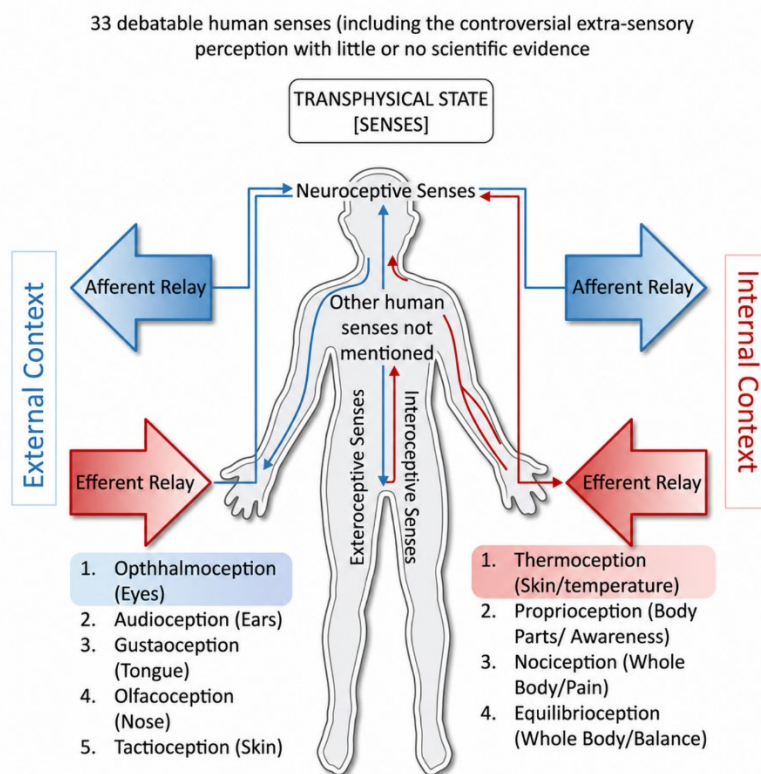 33 debatable human senses (including the controversial extra-sensory
perception with little or no scientific evidence
TRANSPHYSICAL STATE
[SENSES]
Neuroceptive Senses
External Context
Afferent Relay
Afferent Relay
Internal Context
Other human
senses not
mentioned
Exteroceptive Senses
Interoceptive Senses
Efferent Relay
Efferent Relay
1. Opthhalmoception
(Eyes)
2. Audioception (Ears)
3. Gustaoception
(Tongue)
4. Olfacoception
(Nose)
5. Tactioception (Skin)
1. Thermoception
(Skin/temperature)
2. Proprioception (Body
Parts/ Awareness)
3. Nociception (Whole
Body/Pain)
4. Equilibrioception
(Whole Body/Balance)